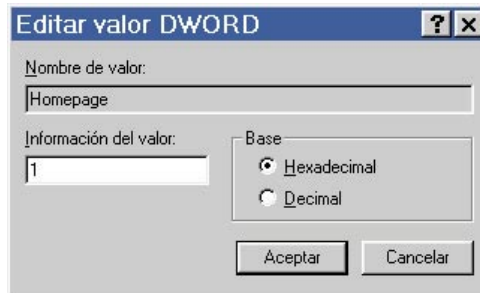 Editar valor DWORD
Nombre de valor:
Homepage
Información del valor:
1
Base
Hexadecimal
Decimal
Aceptar
Cancelar